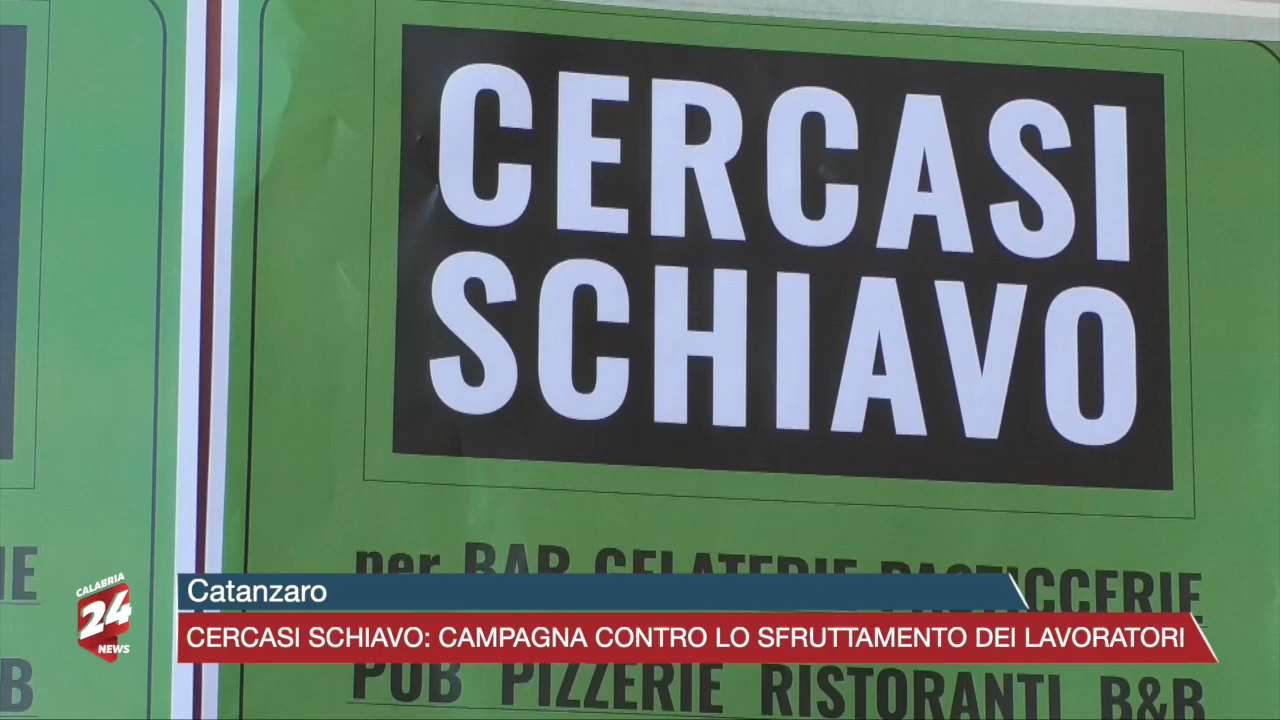 CERCASI
SCHIAVO
per BAR GELATERIE PASTICCERIE
Catanzaro
CERCASI SCHIAVO: CAMPAGNA CONTRO LO SFRUTTAMENTO DEI LAVORATORI
PUB PIZZERIE RISTORANTI B&B
IE
B
CALABRIA
24
NEWS